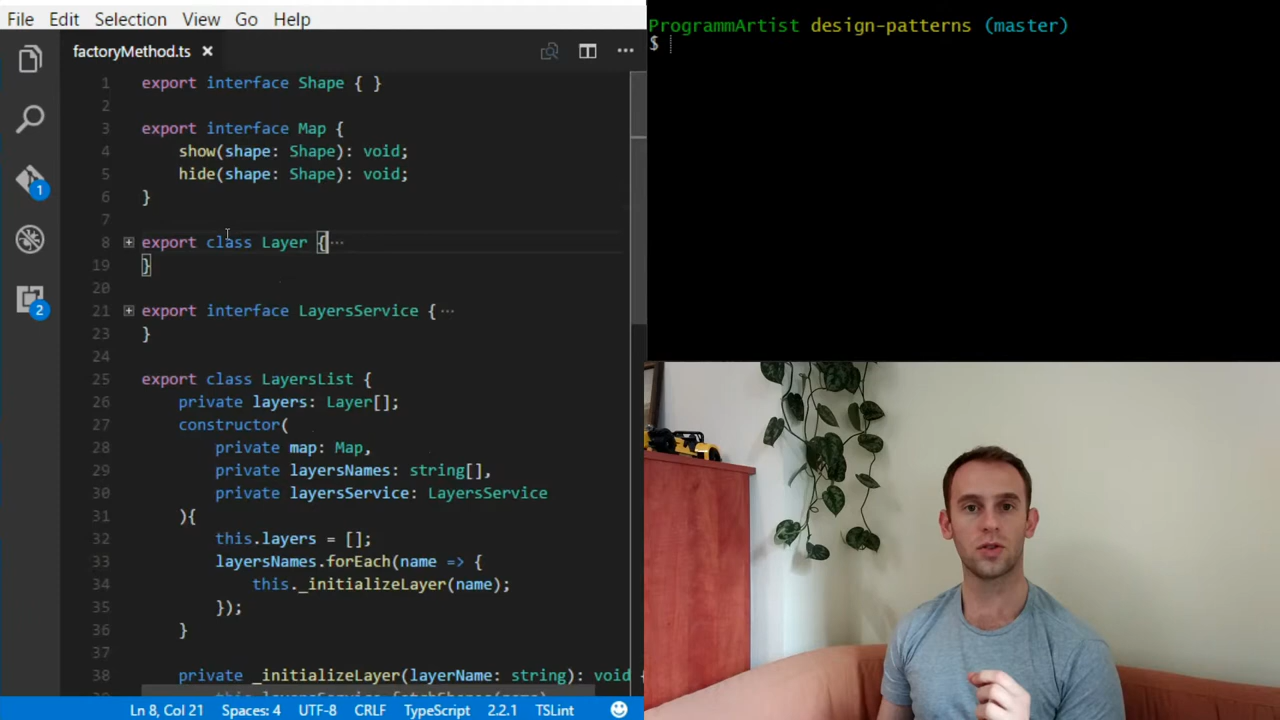 File Edit Selection View Go Help
factoryMethod.ts
1 export interface Shape { }
2
3 export interface Map {
4 show(shape: Shape): void;
5 hide(shape: Shape): void;
6 }
7
8 export class Layer {
19 }
20
21 export interface LayersService {
23 }
24
25 export class LayersList {
26 private layers: Layer[];
27 constructor(
28 private map: Map,
29 private layersNames: string[],
30 private layersService: LayersService
31 ){
32 this.layers = [];
33 layersNames.forEach(name => {
34 this._initializeLayer(name);
35 });
36 }
37
38 private _initializeLayer(layerName: string): void {
1
2
Ln 8, Col 21 Spaces: 4 UTF-8 CRLF TypeScript 2.2.1 TSLint
ProgrammArtist design-patterns (master)
$